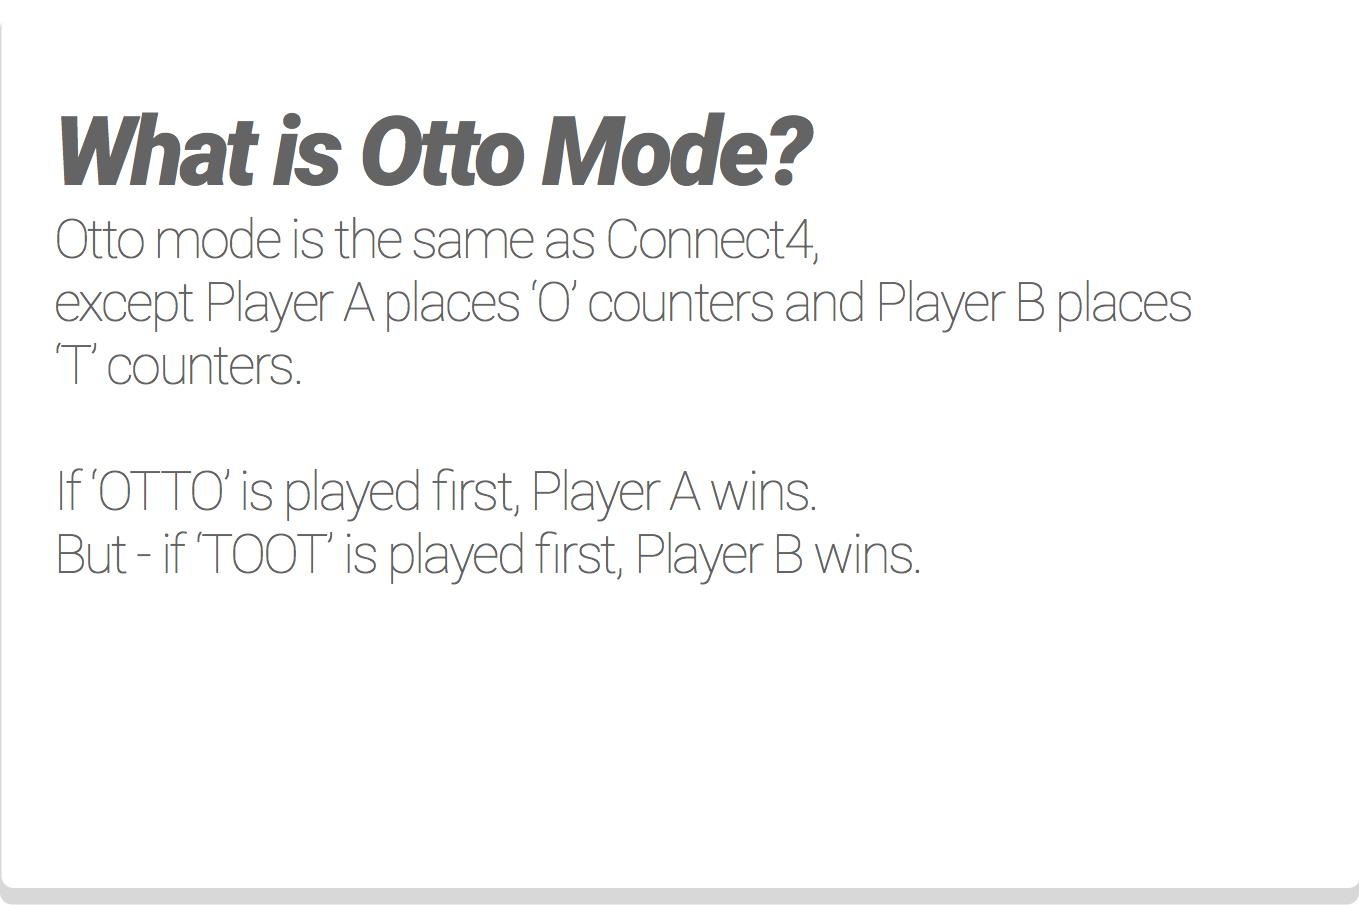 What is Otto Mode?
Otto mode is the same as Connect4,
except Player A places ‘O’ counters and Player B places
‘T’ counters.
If ‘OTTO’ is played first, Player A wins.
But - if ‘TOOT’ is played first, Player B wins.